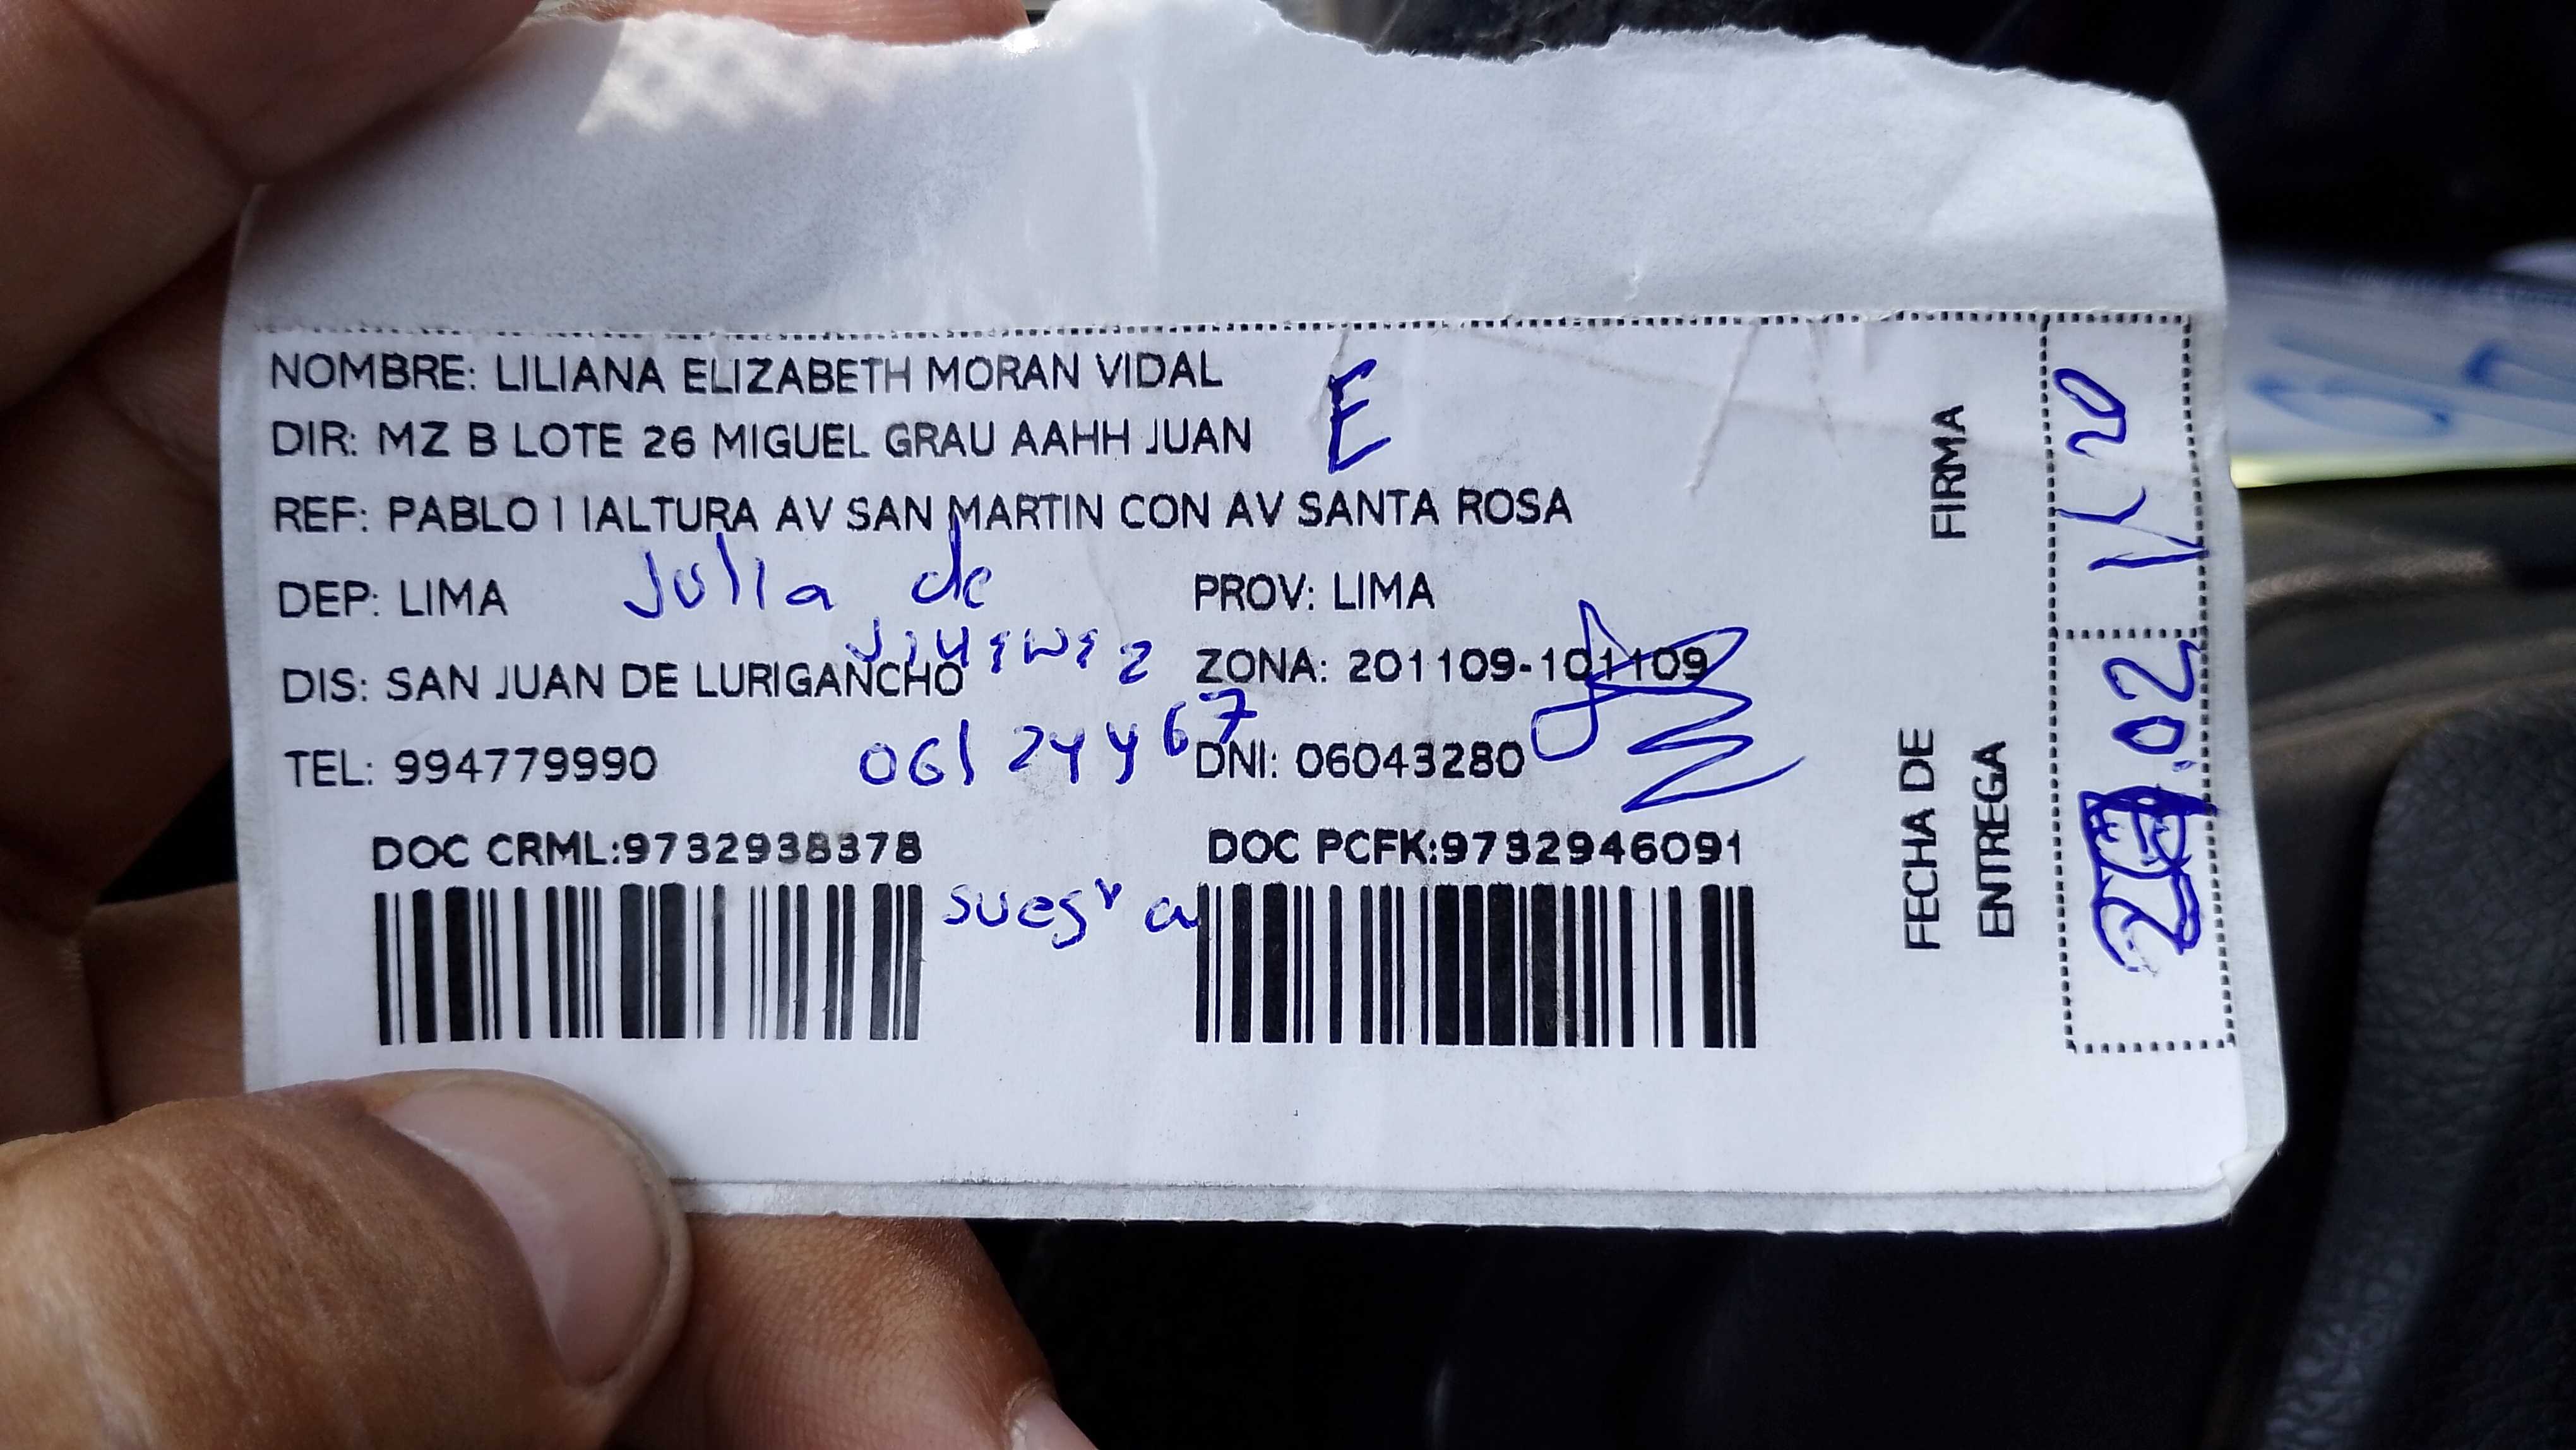 NOMBRE: LILIANA ELIZABETH MORAN VIDAL
E
DIR: MZ B LOTE 26 MIGUEL GRAU AAHH JUAN
REF: PABLO I IALTURA AV SAN MARTIN CON AV SANTA ROSA
Julia de
DEP: LIMA PROV: LIMA
DIS: SAN JUAN DE LURIGANCHO ZONA: 201109-101109
06124467
TEL: 994779990 DNI: 06043280
DOC CRML:9732938378 DOC PCFK:9732946091
suegra
FIRMA
FECHA DE
ENTREGA
.02